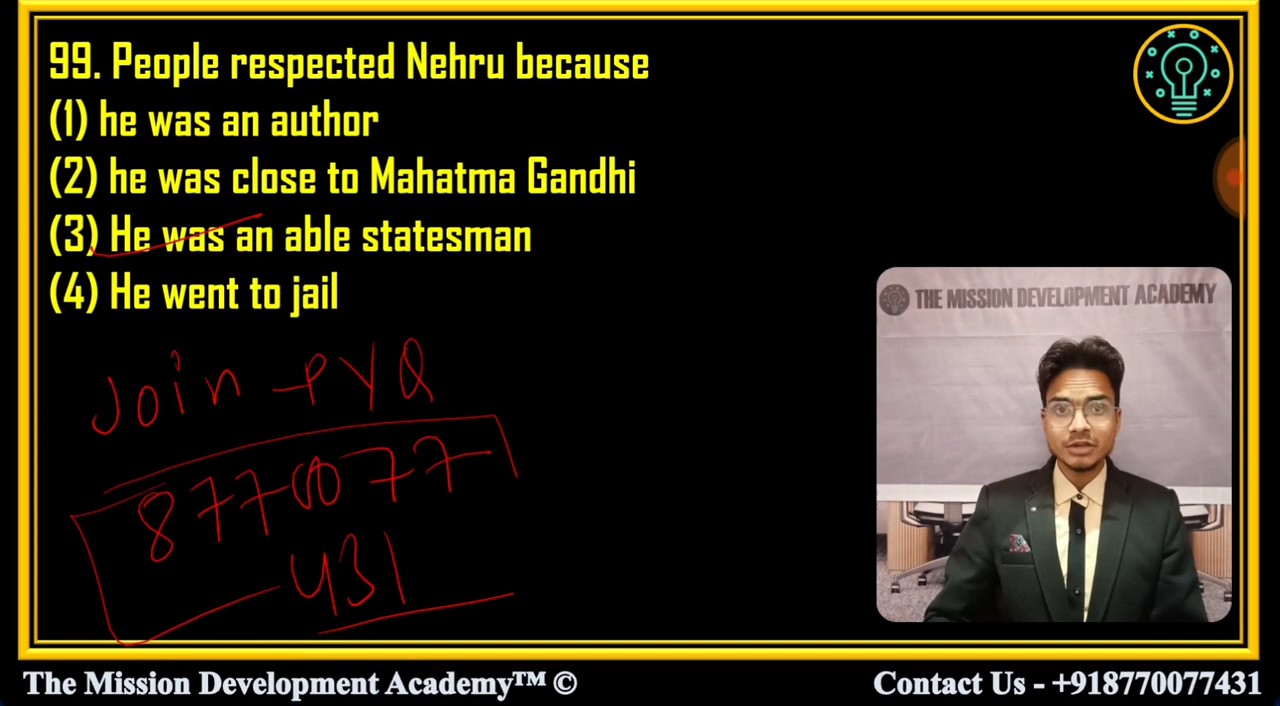 99. People respected Nehru because
(1) he was an author
(2) he was close to Mahatma Gandhi
(3) He was an able statesman
(4) He went to jail
Join PYQ
8770077
431
THE MISSION DEVELOPMENT ACADEMY
The Mission Development Academy™ ©
Contact Us - +918770077431